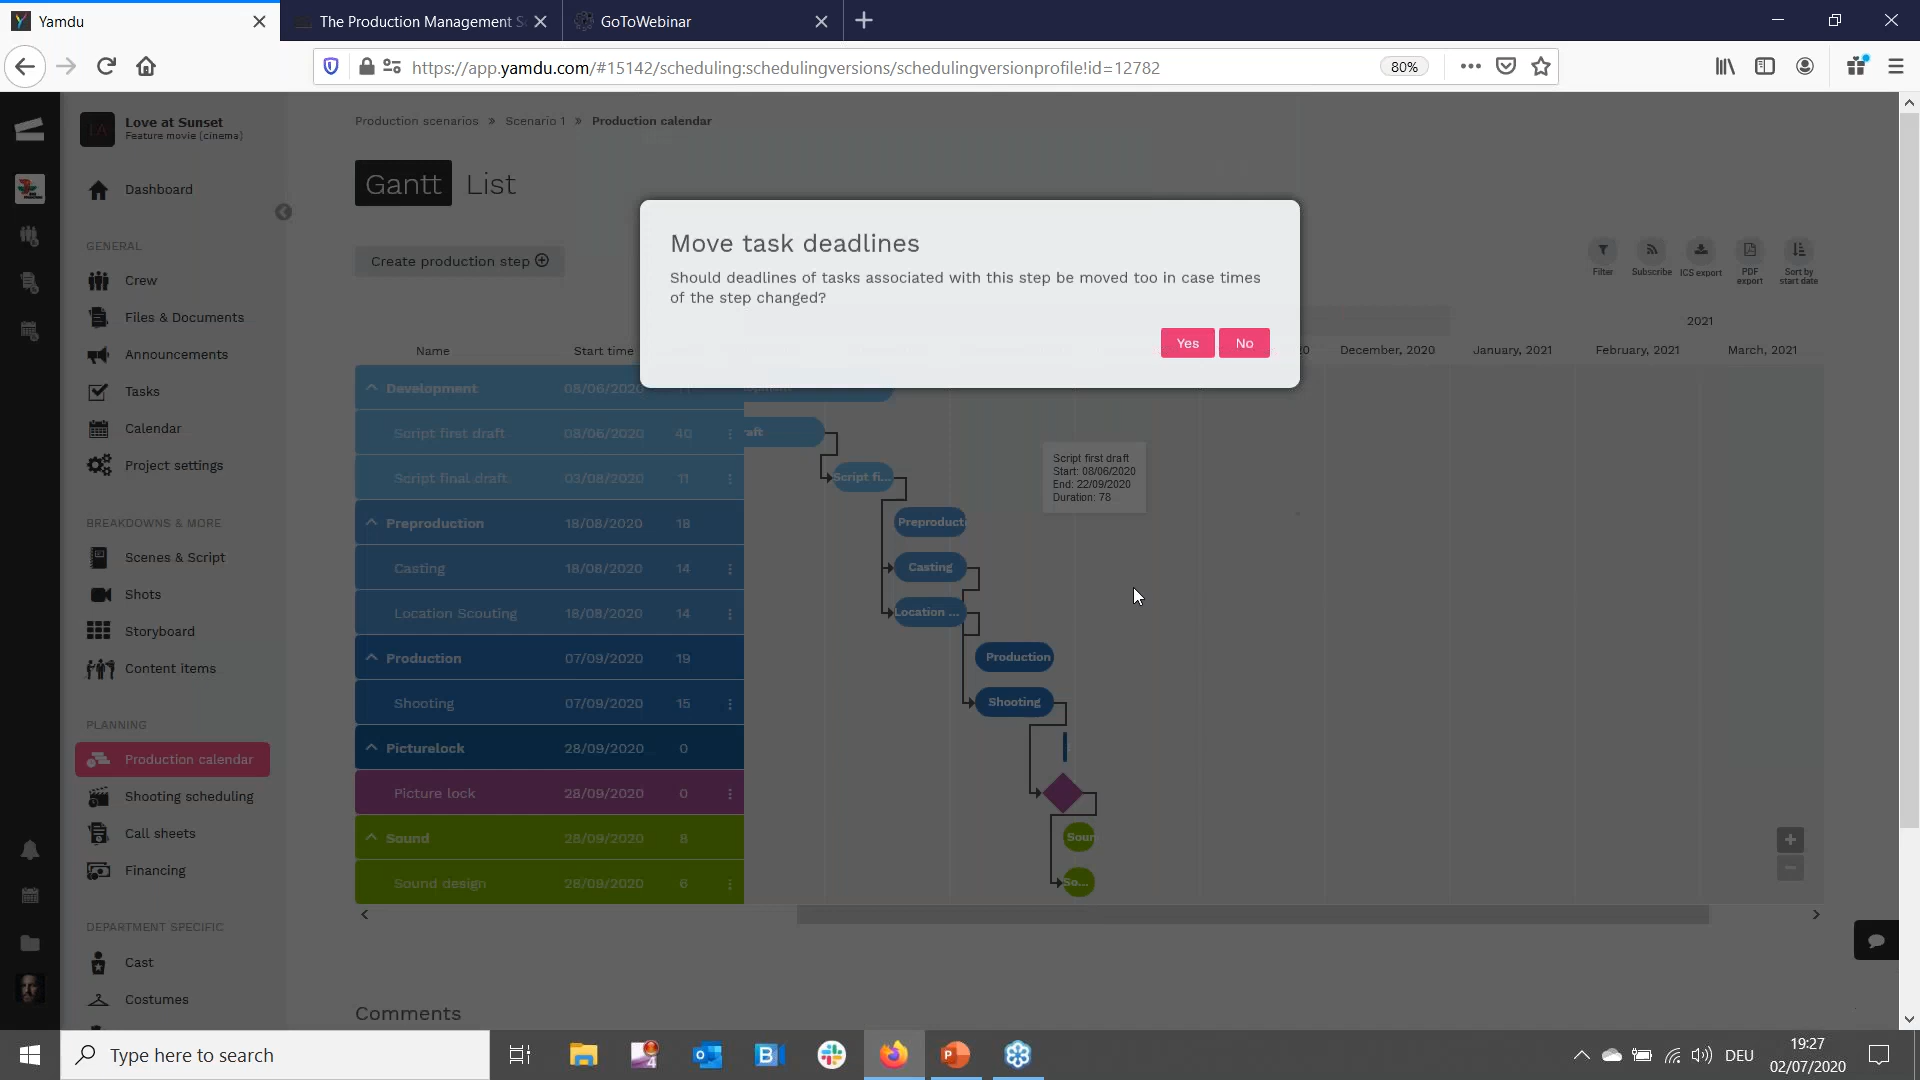 Yamdu
The Production Management S
GoToWebinar
https://app.yamdu.com/#15142/scheduling:schedulingversions/schedulingversionprofile!id=12782
80%
Love at Sunset
Feature movie (cinema)
Dashboard
GENERAL
Crew
Files & Documents
Announcements
Tasks
Calendar
Project settings
BREAKDOWNS & MORE
Scenes & Script
Shots
Storyboard
Content items
PLANNING
Production calendar
Shooting scheduling
Call sheets
Financing
DEPARTMENT SPECIFIC
Cast
Costumes
Production scenarios » Scenario 1 » Production calendar
Gantt List
Create production step
Filter
Subscribe
ICS export
PDF export
Sort by start date
Move task deadlines
Should deadlines of tasks associated with this step be moved too in case times
of the step changed?
Yes No
2021
Name Start time
December, 2020 January, 2021 February, 2021 March, 2021
Development 08/06/2020
Script first draft 08/06/2020 40
raft
Script final draft 03/08/2020 11
Script fi...
Preproduction 18/08/2020 18
Preproducti
Casting 18/08/2020 14
Casting
Location Scouting 18/08/2020 14
Location ...
Production 07/09/2020 19
Production
Shooting 07/09/2020 15
Shooting
Picturelock 28/09/2020 0
Picture lock 28/09/2020 0
Sound 28/09/2020 8
Soun
Sound design 28/09/2020 6
So...
Script first draft
Start: 08/06/2020
End: 22/09/2020
Duration: 78
Comments
Type here to search
DEU
19:27
02/07/2020